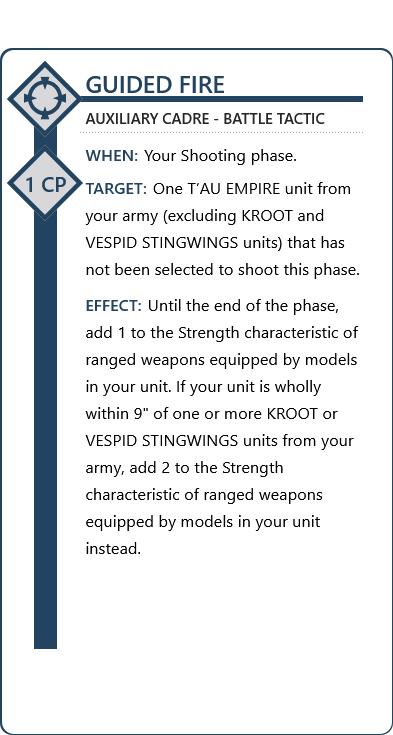 GUIDED FIRE
AUXILIARY CADRE - BATTLE TACTIC
WHEN: Your Shooting phase.
1 CP
TARGET: One T'AU EMPIRE unit from
your army (excluding KROOT and
VESPID STINGWINGS units) that has
not been selected to shoot this phase.
EFFECT: Until the end of the phase,
add 1 to the Strength characteristic of
ranged weapons equipped by models
in your unit. If your unit is wholly
within 9" of one or more KROOT or
VESPID STINGWINGS units from your
army, add 2 to the Strength
characteristic of ranged weapons
equipped by models in your unit
instead.